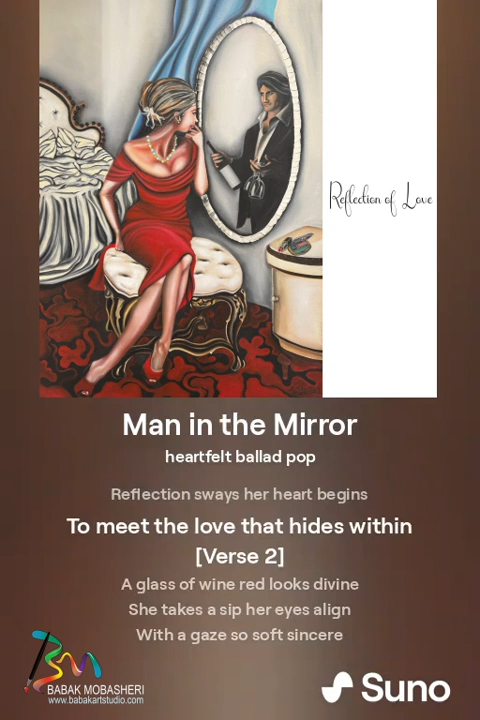 Reflection of Love
Man in the Mirror
heartfelt ballad pop
Reflection sways her heart begins
To meet the love that hides within
[Verse 2]
A glass of wine red looks divine
She takes a sip her eyes align
With a gaze so soft sincere
BABAK MOBASHERI
www.babakartstudio.com
Suno